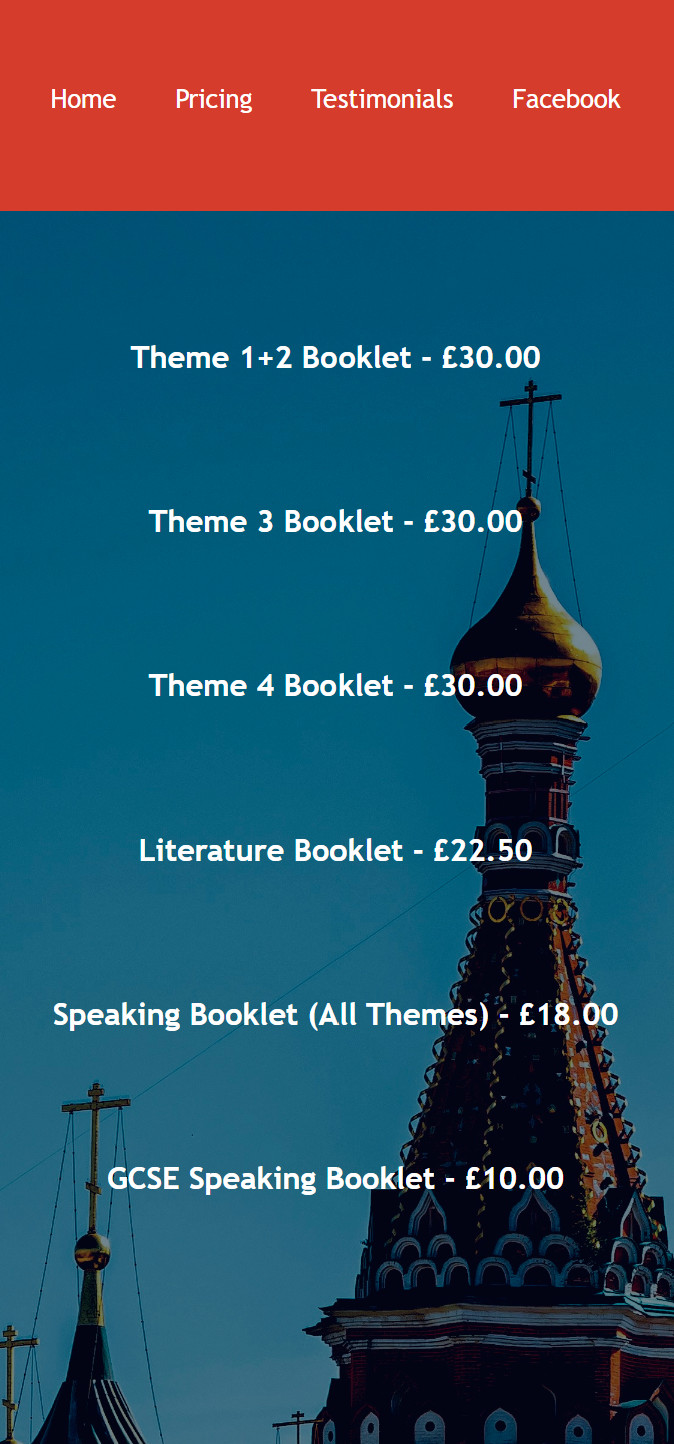 Home Pricing Testimonials Facebook
Theme 1+2 Booklet - £30.00
Theme 3 Booklet - £30.00
Theme 4 Booklet - £30.00
Literature Booklet - £22.50
Speaking Booklet (All Themes) - £18.00
GCSE Speaking Booklet - £10.00